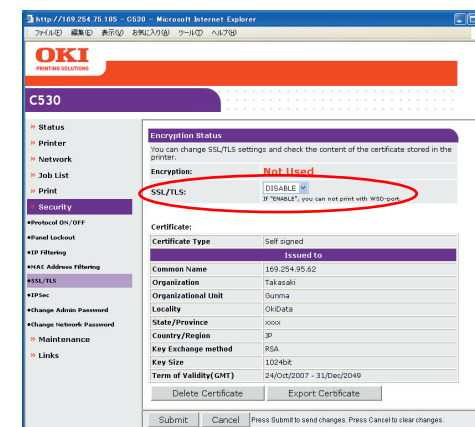 http://169.254.75.185 - C530 - Microsoft Internet Explorer
ファイル(F) 編集(E) 表示(V) お気に入り(A) ツール(T) ヘルプ(H)
OKI
PRINTING SOLUTIONS
C530
» Status
» Printer
» Network
» Job List
» Print
» Security
•Protocol ON/OFF
•Panel Lockout
•IP Filtering
•MAC Address Filtering
•SSL/TLS
•IPSec
•Change Admin Password
•Change Network Password
» Maintenance
» Links
Encryption Status
You can change SSL/TLS settings and check the content of the certificate stored in the
printer.
Encryption: Not Used
SSL/TLS: DISABLE
If "ENABLE", you can not print with WSD-port.
Certificate:
Certificate Type Self signed
Issued to
Common Name 169.254.95.62
Organization Takasaki
Organizational Unit Gunma
Locality OkiData
State/Province xxxx
Country/Region JP
Key Exchange method RSA
Key Size 1024bit
Term of Validity(GMT) 24/Oct/2007 - 31/Dec/2049
Delete Certificate Export Certificate
Submit Cancel Press Submit to send changes. Press Cancel to clear changes.